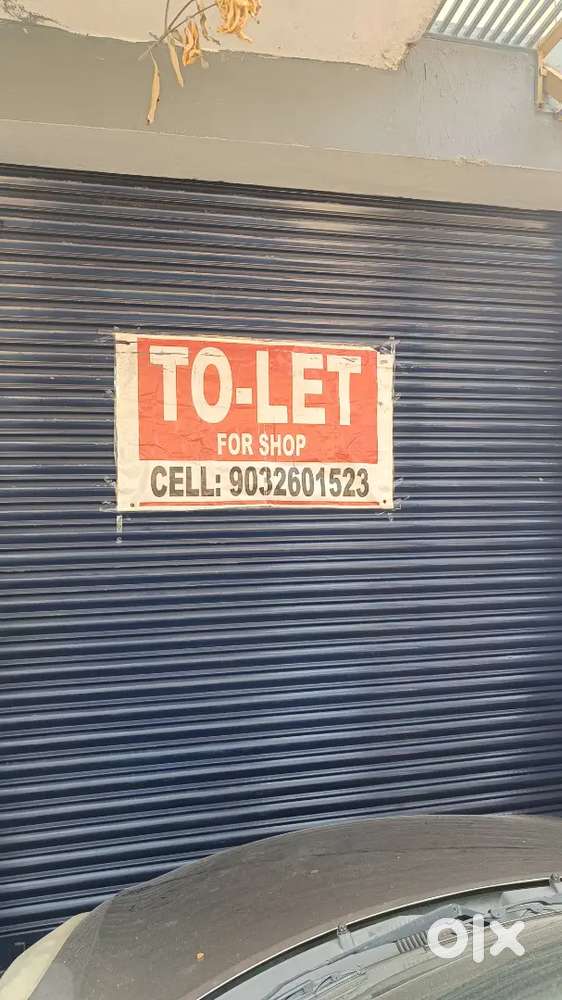 TO-LET
FOR SHOP
CELL: 9032601523
olx